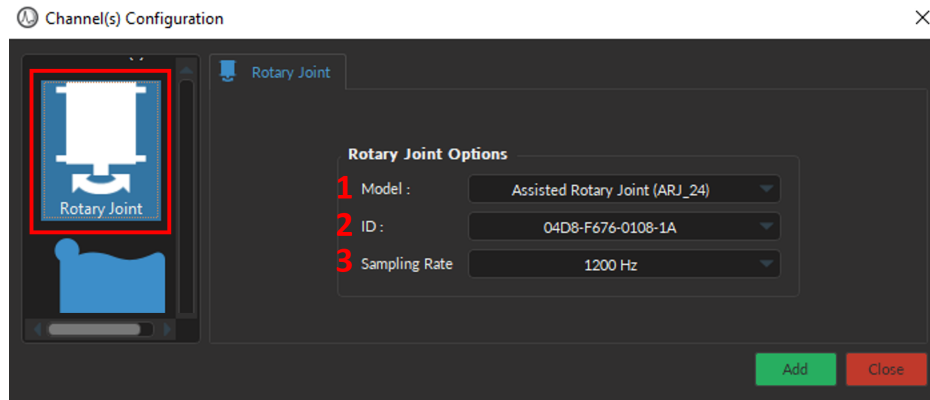 Channel(s) Configuration
Rotary Joint
Rotary Joint
Rotary Joint Options
1 Model : Assisted Rotary Joint (ARJ_24)
2 ID : 04D8-F676-0108-1A
3 Sampling Rate 1200 Hz
Add Close